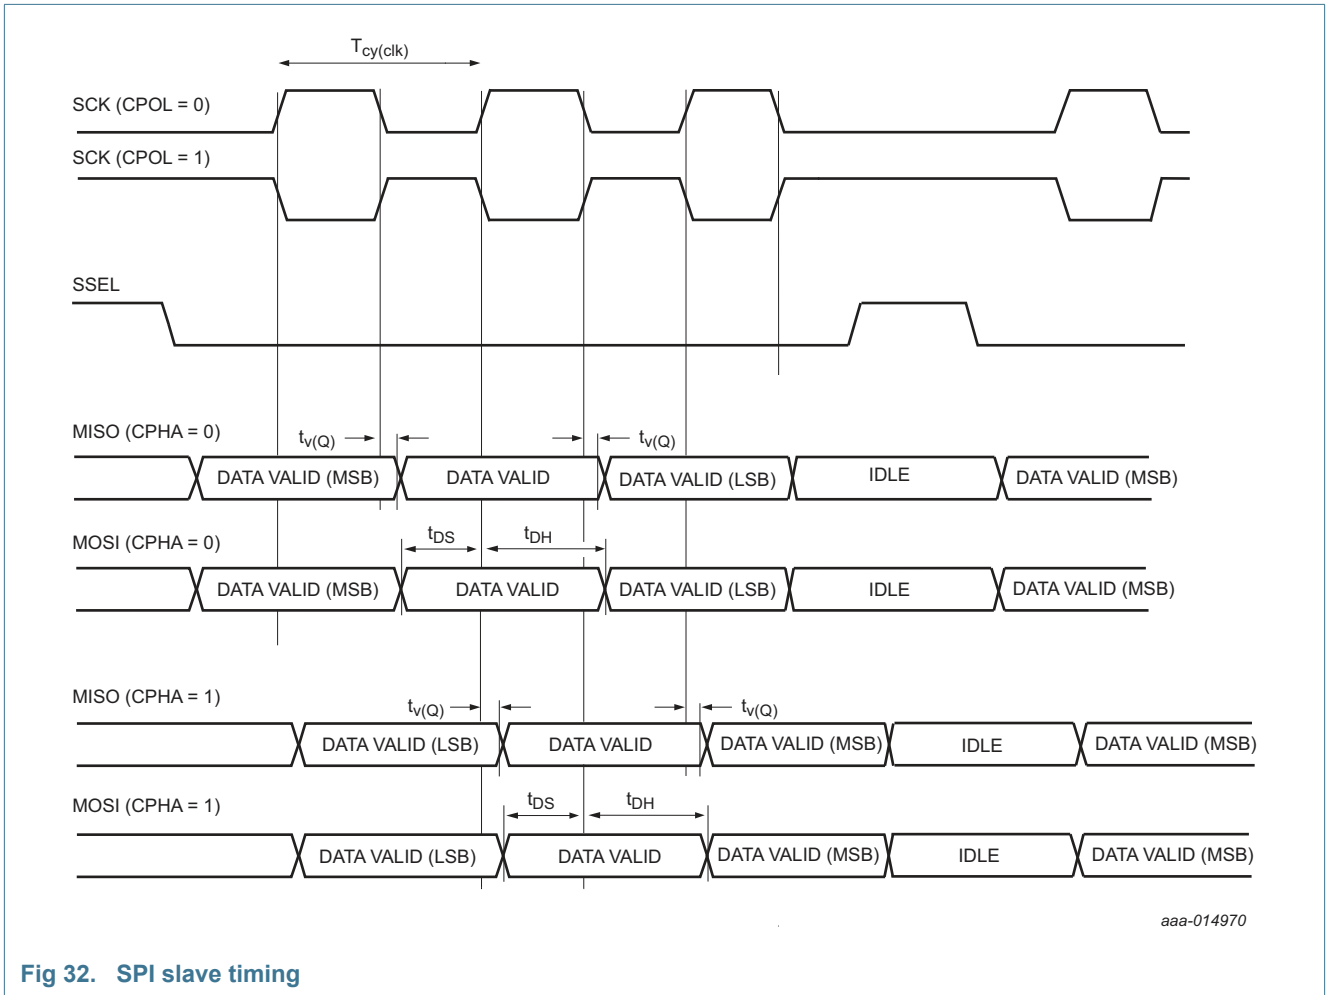 Tcy(clk)
SCK (CPOL = 0)
SCK (CPOL = 1)
SSEL
MISO (CPHA = 0)
tv(Q) tv(Q)
DATA VALID (MSB) DATA VALID DATA VALID (LSB) IDLE DATA VALID (MSB)
MOSI (CPHA = 0)
tDS tDH
DATA VALID (MSB) DATA VALID DATA VALID (LSB) IDLE DATA VALID (MSB)
MISO (CPHA = 1)
tv(Q) tv(Q)
DATA VALID (LSB) DATA VALID DATA VALID (MSB) IDLE DATA VALID (MSB)
MOSI (CPHA = 1)
tDS tDH
DATA VALID (LSB) DATA VALID DATA VALID (MSB) IDLE DATA VALID (MSB)
aaa-014970
Fig 32. SPI slave timing